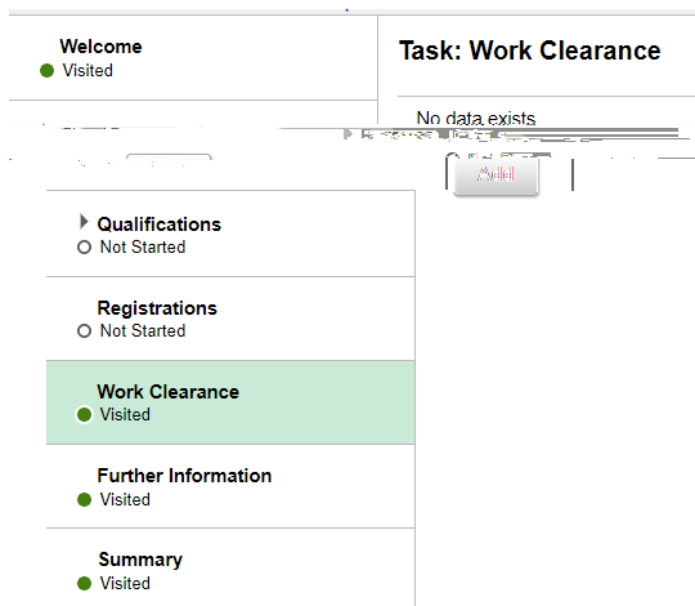 Welcome
Visited
Task: Work Clearance
No data exists
Add
Qualifications
Not Started
Registrations
Not Started
Work Clearance
Visited
Further Information
Visited
Summary
Visited